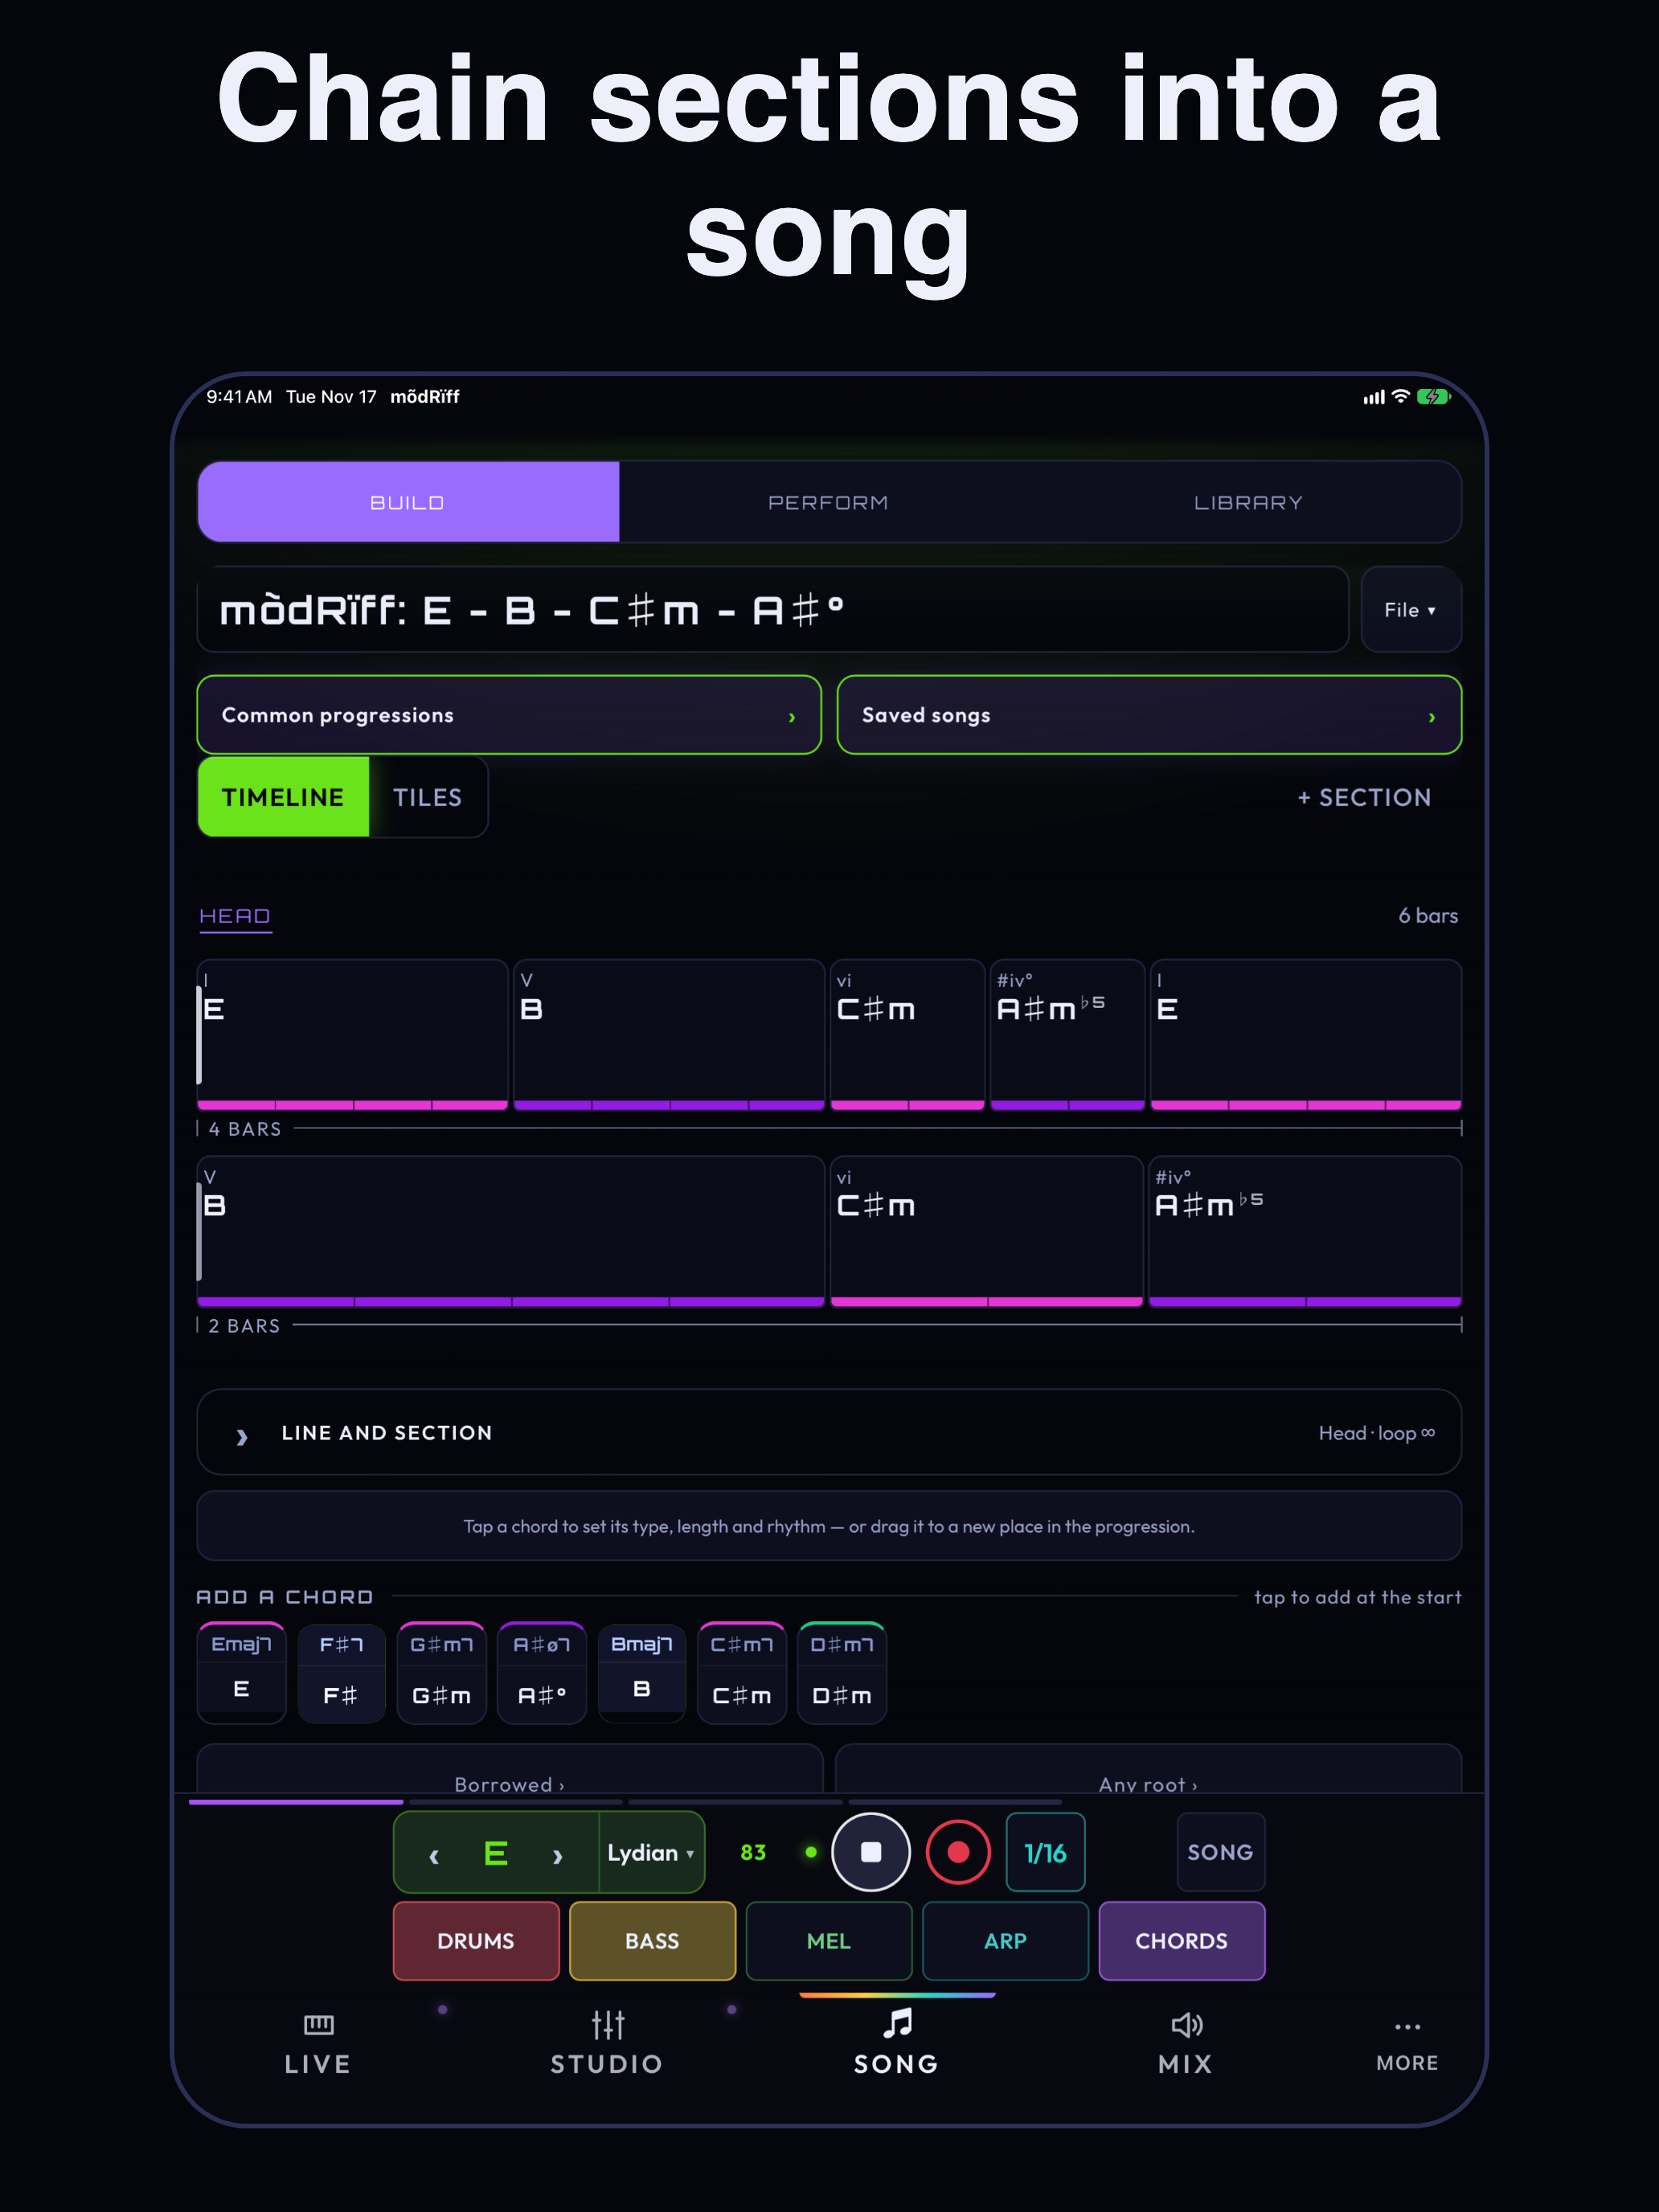 Chain sections into a
song
9:41 AM Tue Nov 17 mõdRïff
BUILD PERFORM LIBRARY
mòdRïff: E - B - C♯m - A♯° File ▾
Common progressions › Saved songs ›
TIMELINE TILES + SECTION
HEAD 6 bars
I V vi #iv° I
E B C♯m A♯m♭5 E
4 BARS
V vi #iv°
B C♯m A♯m♭5
2 BARS
› LINE AND SECTION Head · loop ∞
Tap a chord to set its type, length and rhythm — or drag it to a new place in the progression.
ADD A CHORD tap to add at the start
Emaj7 F♯7 G♯m7 A♯ø7 Bmaj7 C♯m7 D♯m7
E F♯ G♯m A♯° B C♯m D♯m
Borrowed › Any root ›
‹ E › Lydian ▾ 83 1/16 SONG
DRUMS BASS MEL ARP CHORDS
LIVE STUDIO SONG MIX MORE